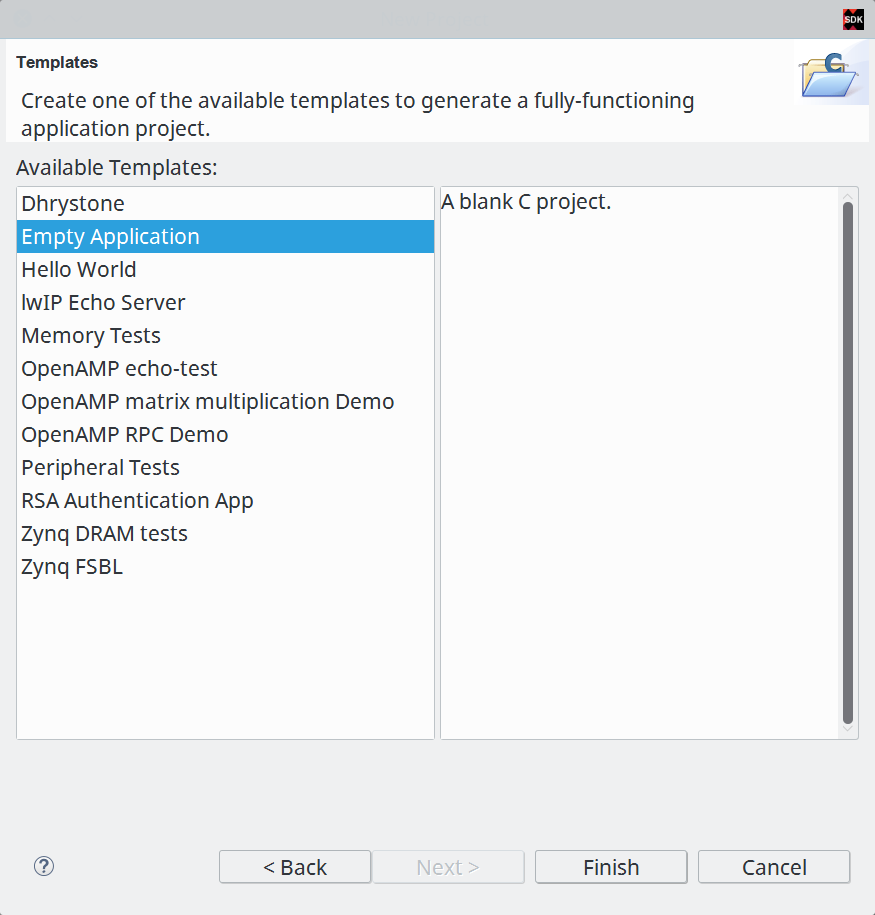 SDK
Templates
Create one of the available templates to generate a fully-functioning
application project.
Available Templates:
Dhrystone
Empty Application
Hello World
lwIP Echo Server
Memory Tests
OpenAMP echo-test
OpenAMP matrix multiplication Demo
OpenAMP RPC Demo
Peripheral Tests
RSA Authentication App
Zynq DRAM tests
Zynq FSBL
A blank C project.
? < Back Next > Finish Cancel